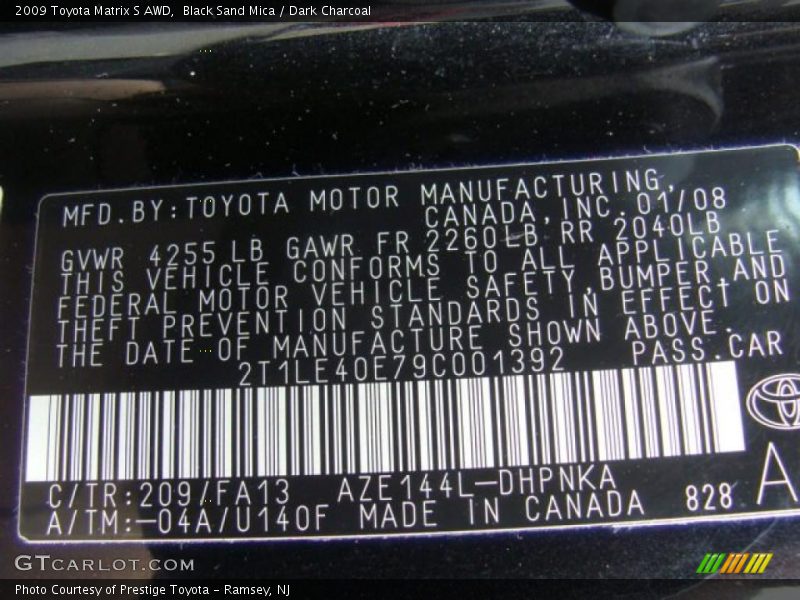 2009 Toyota Matrix S AWD,  Black Sand Mica / Dark Charcoal
MFD.BY:TOYOTA MOTOR MANUFACTURING,
CANADA,INC.01/08
GVWR 4255 LB GAWR FR 2260LB RR 2040LB
THIS VEHICLE CONFORMS TO ALL APPLICABLE
FEDERAL MOTOR VEHICLE SAFETY,BUMPER,AND
THEFT PREVENTION STANDARDS IN EFFECT ON
THE DATE OF MANUFACTURE SHOWN ABOVE.
2T1LE40E79C001392 PASS.CAR
C/TR:209/FA13 AZE144L-DHPNKA
A/TM:-04A/U140F MADE IN CANADA 828 A
GTCARLOT.COM
Photo Courtesy of Prestige Toyota - Ramsey, NJ